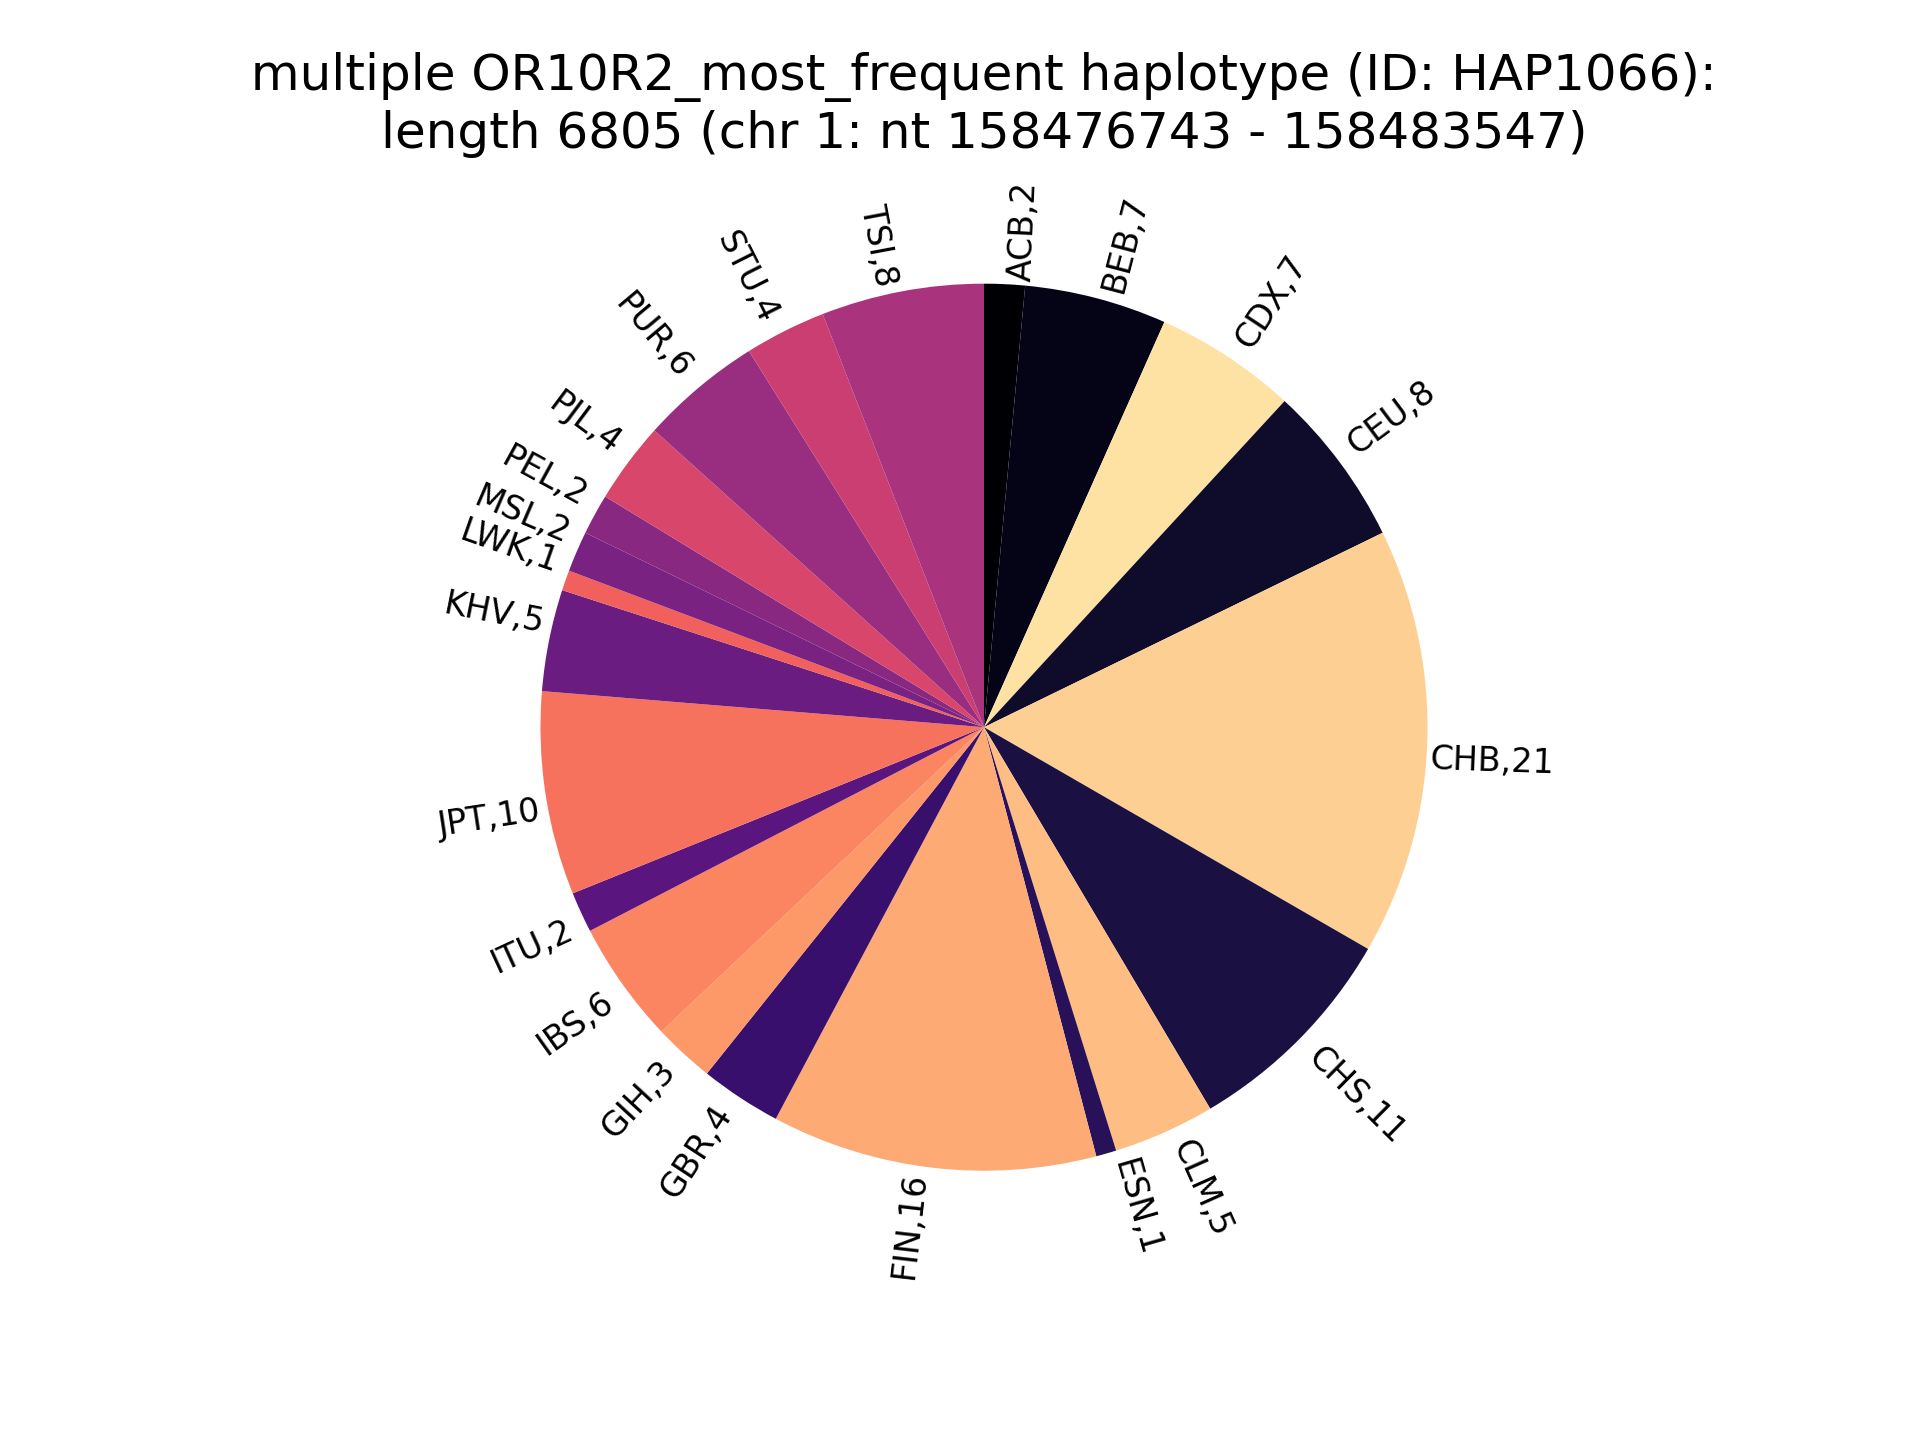 multiple OR10R2_most_frequent haplotype (ID: HAP1066):
length 6805 (chr 1: nt 158476743 - 158483547)
ACB,2
BEB,7
CDX,7
CEU,8
CHB,21
CHS,11
CLM,5
ESN,1
FIN,16
GBR,4
GIH,3
IBS,6
ITU,2
JPT,10
KHV,5
LWK,1
MSL,2
PEL,2
PJL,4
PUR,6
STU,4
TSI,8